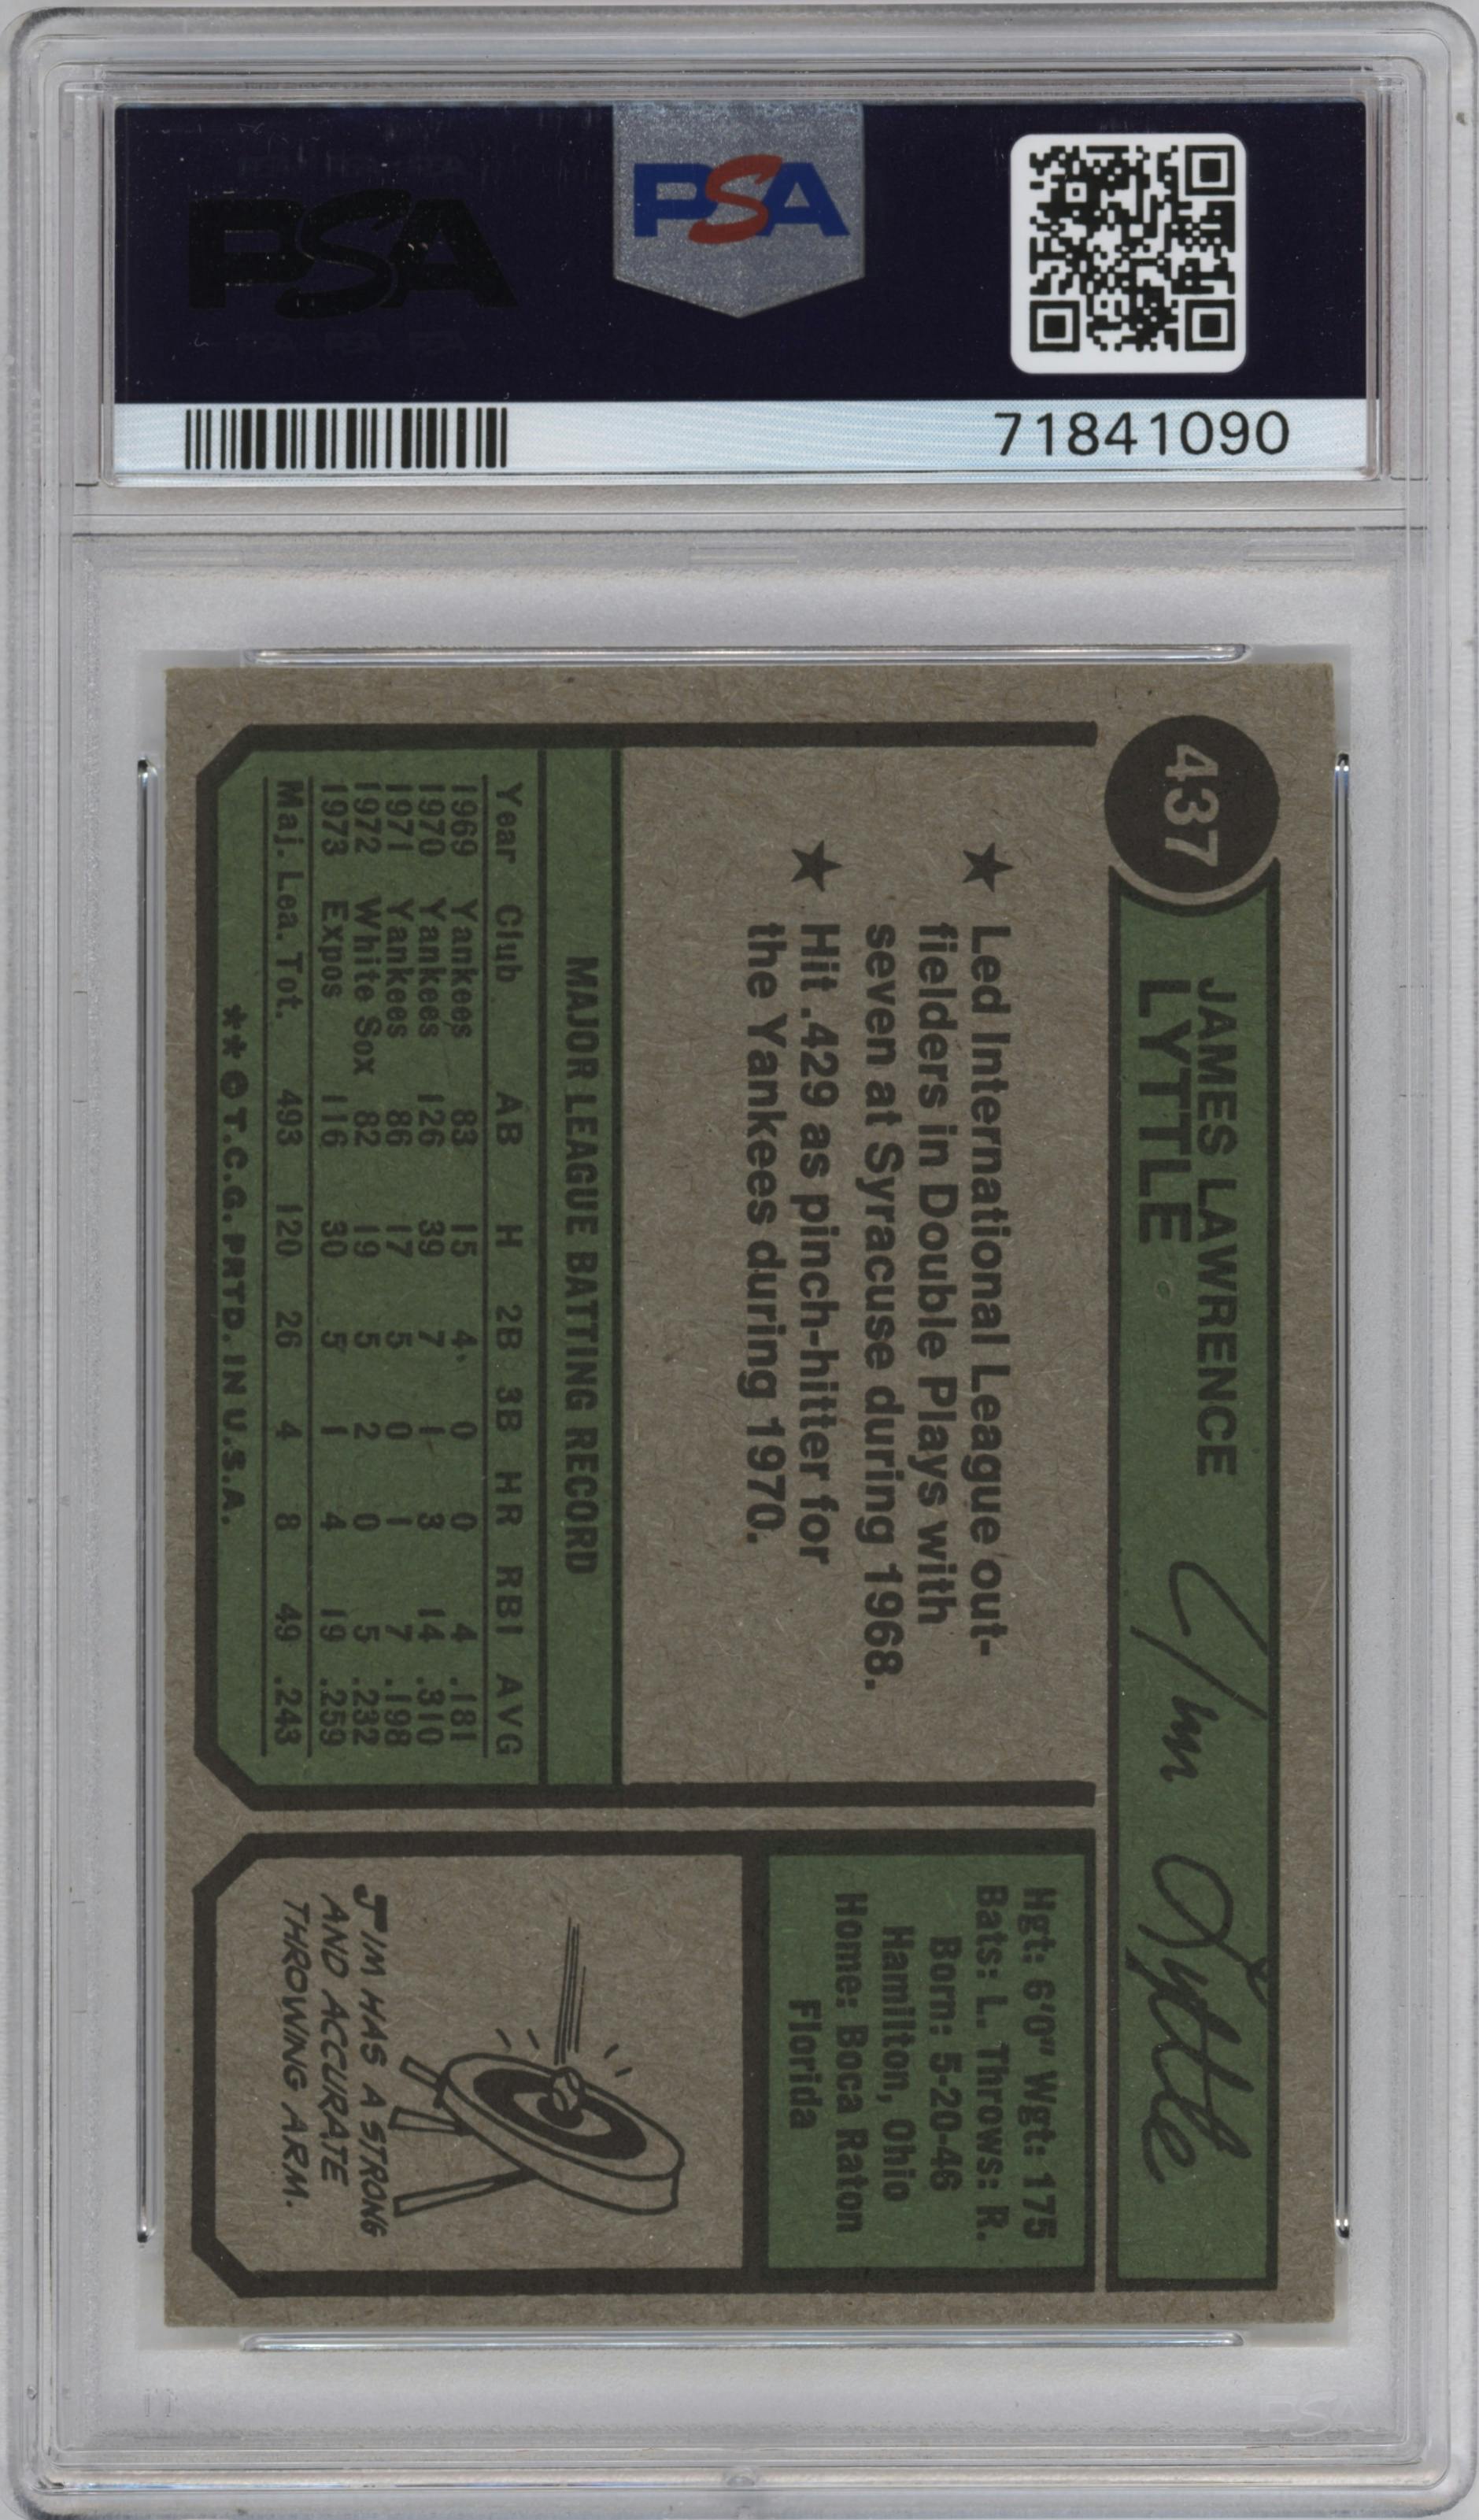 PSA
PSA
71841090
437
JAMES LAWRENCE
LYTTLE
Jim Lyttle
★ Led International League out-
fielders in Double Plays with
seven at Syracuse during 1968.
★ Hit .429 as pinch-hitter for
the Yankees during 1970.
Hgt: 6'0" Wgt: 175
Bats: L. Throws: R.
Born: 5-20-46
Hamilton, Ohio
Home: Boca Raton
Florida
MAJOR LEAGUE BATTING RECORD
Year Club AB H 2B 3B HR RBI AVG
1969 Yankees 83 15 4 0 0 4 .181
1970 Yankees 126 39 7 1 3 14 .310
1971 Yankees 86 17 5 0 1 7 .198
1972 White Sox 82 19 5 2 0 5 .232
1973 Expos 116 30 5 1 4 19 .259
Maj. Lea. Tot. 493 120 26 4 8 49 .243
**©T.C.G. PRTD. IN U.S.A.
JIM HAS A STRONG
AND ACCURATE
THROWING ARM.
PSA